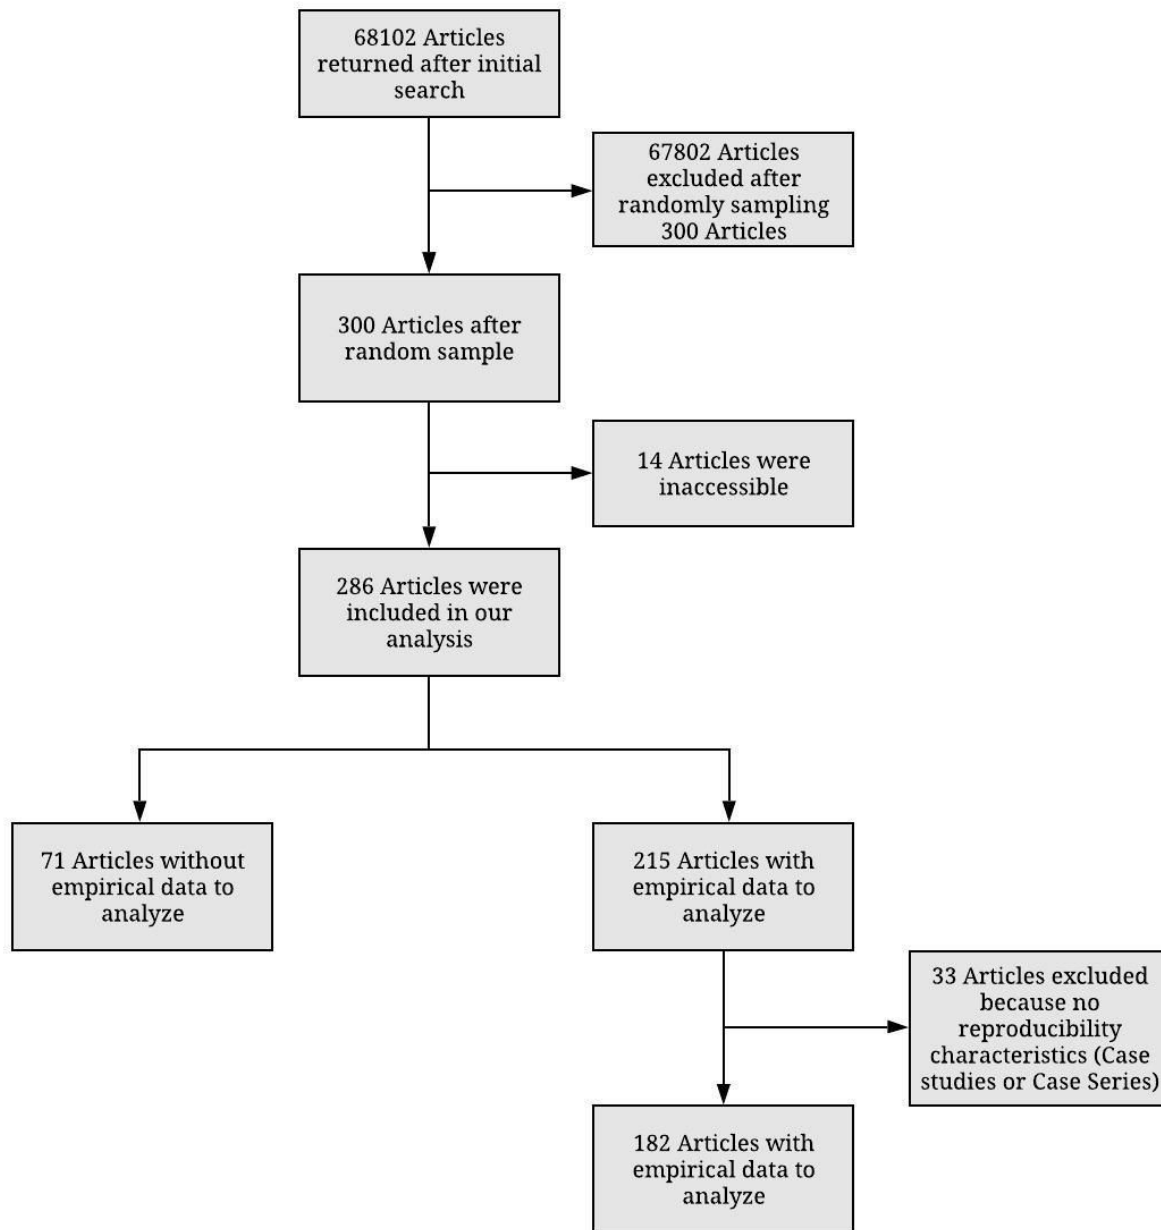 68102 Articles
returned after initial
search
67802 Articles
excluded after
randomly sampling
300 Articles
300 Articles after
random sample
14 Articles were
inaccessible
286 Articles were
included in our
analysis
71 Articles without
empirical data to
analyze
215 Articles with
empirical data to
analyze
33 Articles excluded
because no
reproducibility
characteristics (Case
studies or Case Series)
182 Articles with
empirical data to
analyze